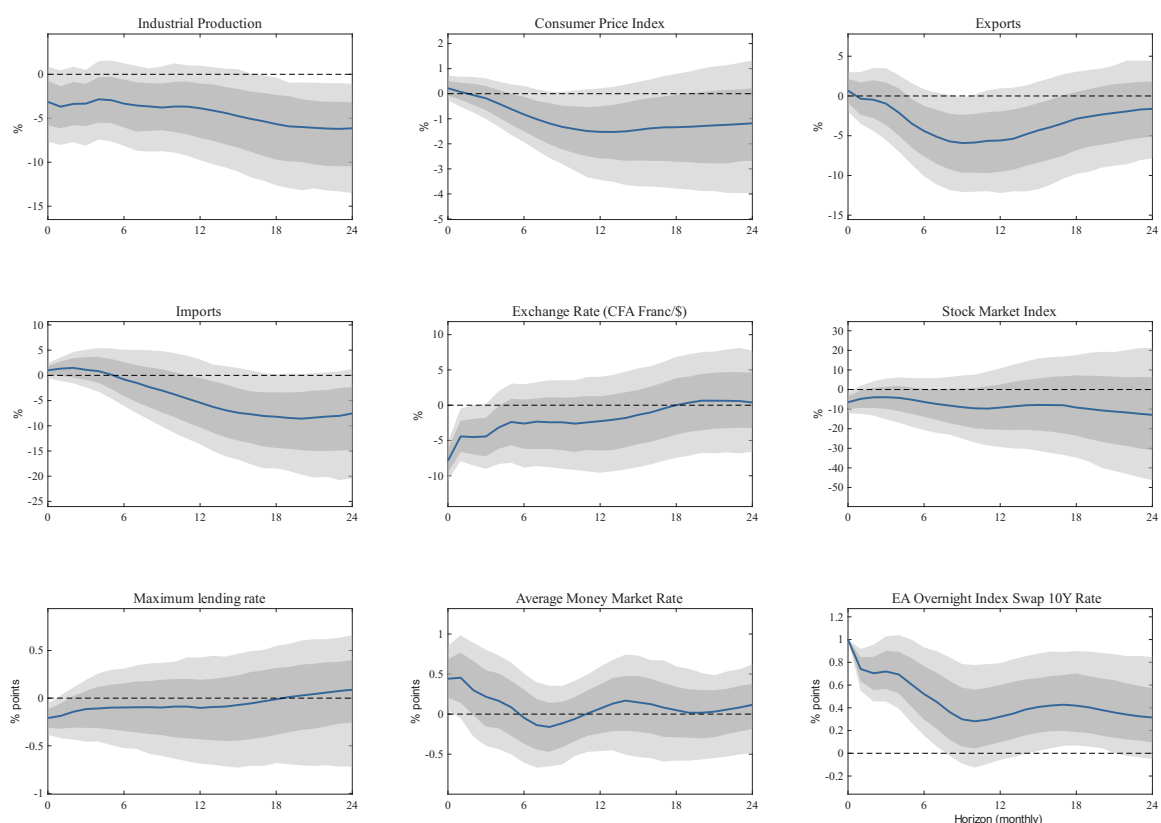 Industrial Production
0
-5
-10
-15
%
0 6 12 18 24
Consumer Price Index
2
1
0
-1
-2
-3
-4
-5
%
0 6 12 18 24
Exports
5
0
-5
-10
-15
%
0 6 12 18 24
Imports
10
5
0
-5
-10
-15
-20
-25
%
0 6 12 18 24
Exchange Rate (CFA Franc/$)
10
5
0
-5
-10
%
0 6 12 18 24
Stock Market Index
30
20
10
0
-10
-20
-30
-40
-50
%
0 6 12 18 24
Maximum lending rate
0.5
0
-0.5
-1
% points
0 6 12 18 24
Average Money Market Rate
1
0.5
0
-0.5
% points
0 6 12 18 24
EA Overnight Index Swap 10Y Rate
1.2
1
0.8
0.6
0.4
0.2
0
-0.2
% points
0 6 12 18 24
Horizon (monthly)